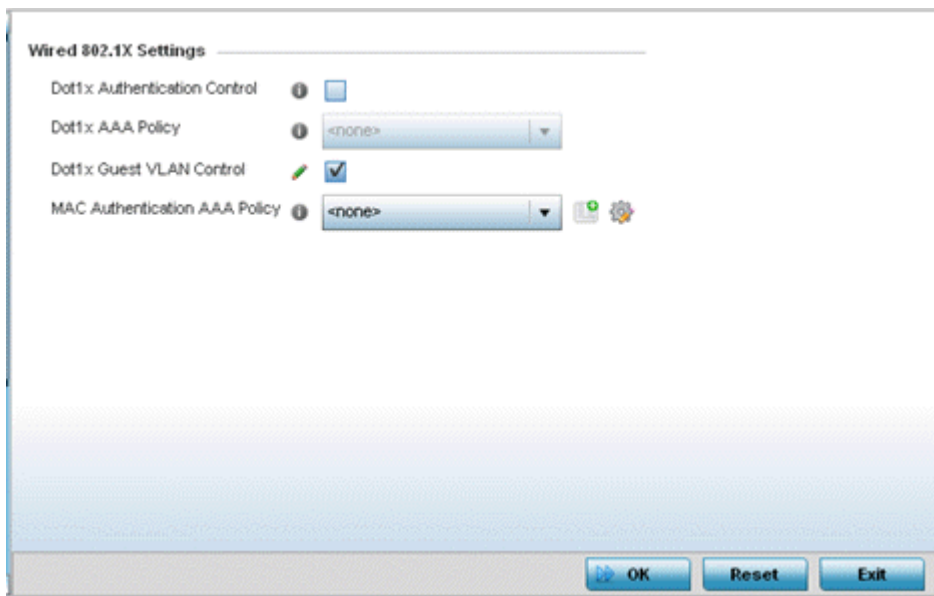 Wired 802.1X Settings
Dot1x Authentication Control
Dot1x AAA Policy <none>
Dot1x Guest VLAN Control
MAC Authentication AAA Policy <none>
OK Reset Exit